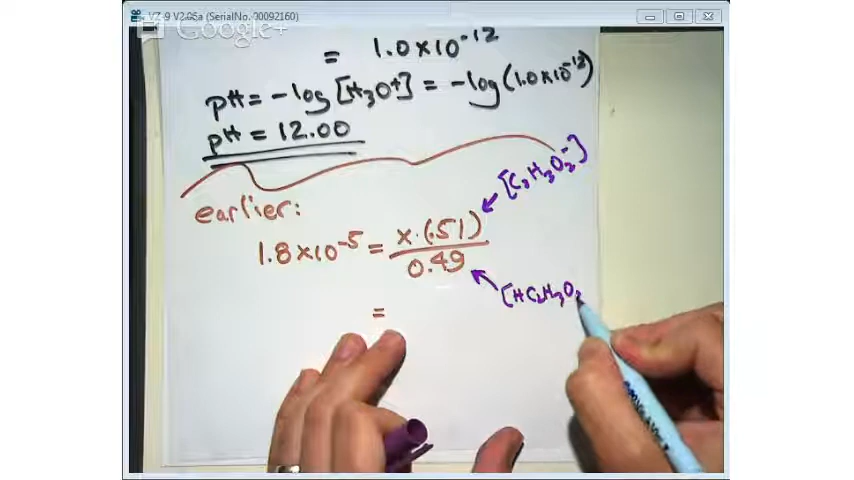 VZ-9 V2.05a (SerialNo. 00092160)
Google+
= 1.0×10⁻¹²
pH = -log [H₃O⁺] = -log(1.0×10⁻¹²)
pH = 12.00
[C₂H₃O₂⁻]
earlier:
1.8×10⁻⁵ = x·(.51)
0.49
[HC₂H₃O₂
=